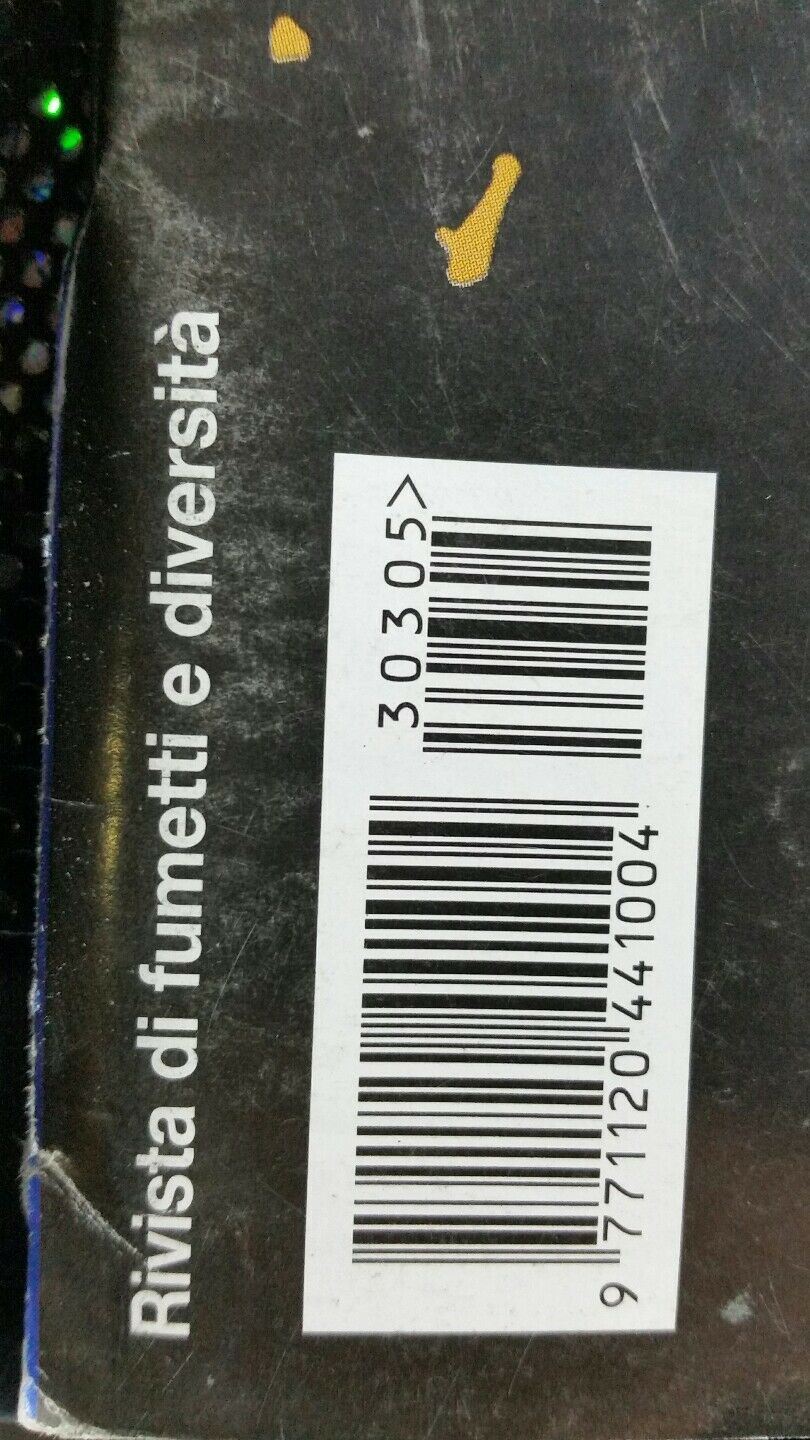 Rivista di fumetti e diversità
30305>
9 771120 441004